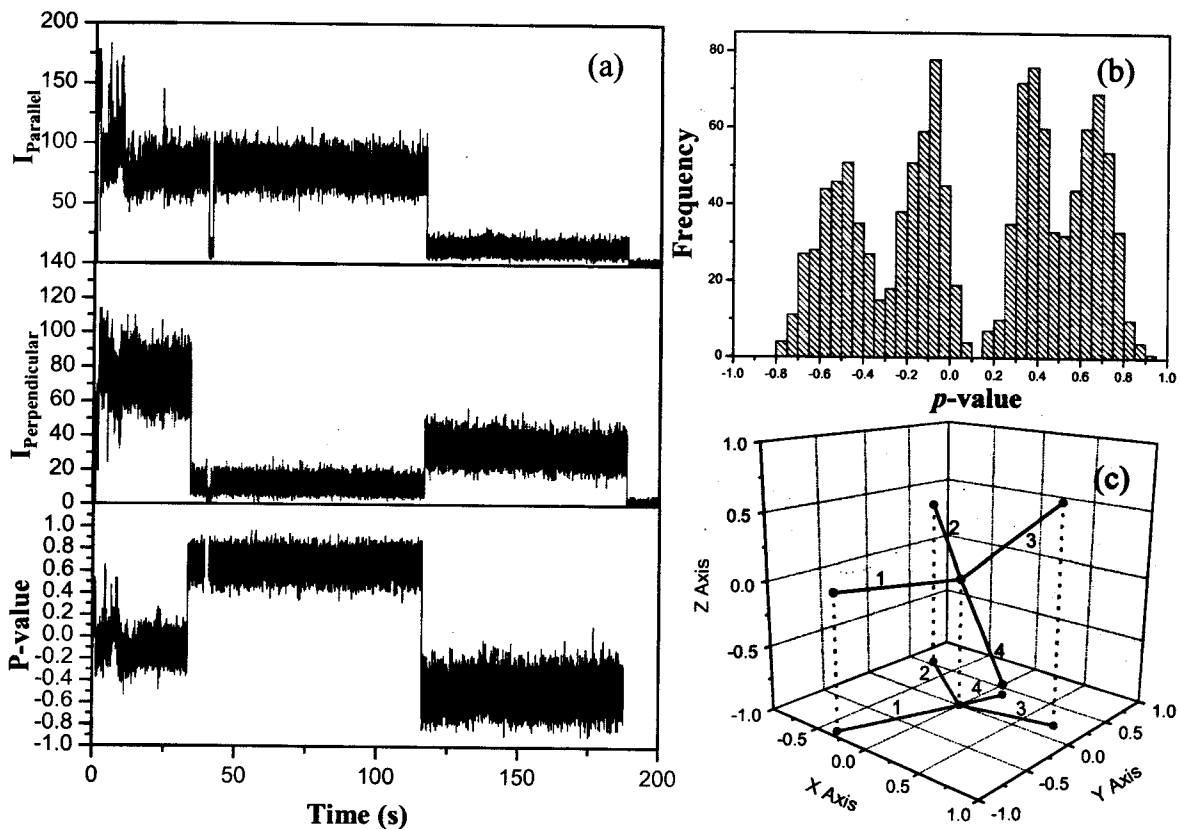 (a)
I_Parallel
200
150
100
50
140
I_Perpendicular
120
100
80
60
40
20
0
P-value
1.0
0.8
0.6
0.4
0.2
0.0
-0.2
-0.4
-0.6
-0.8
-1.0
0 50 100 150 200
Time (s)
(b)
Frequency
80
60
40
20
0
-1.0 -0.8 -0.6 -0.4 -0.2 0.0 0.2 0.4 0.6 0.8 1.0
p-value
(c)
Z Axis
1.0
0.5
0.0
-0.5
-1.0
1
2
3
4
1
2
3
4
-0.5 0.0 0.5 1.0
X Axis
-1.0 -0.5 0.0 0.5 1.0
Y Axis